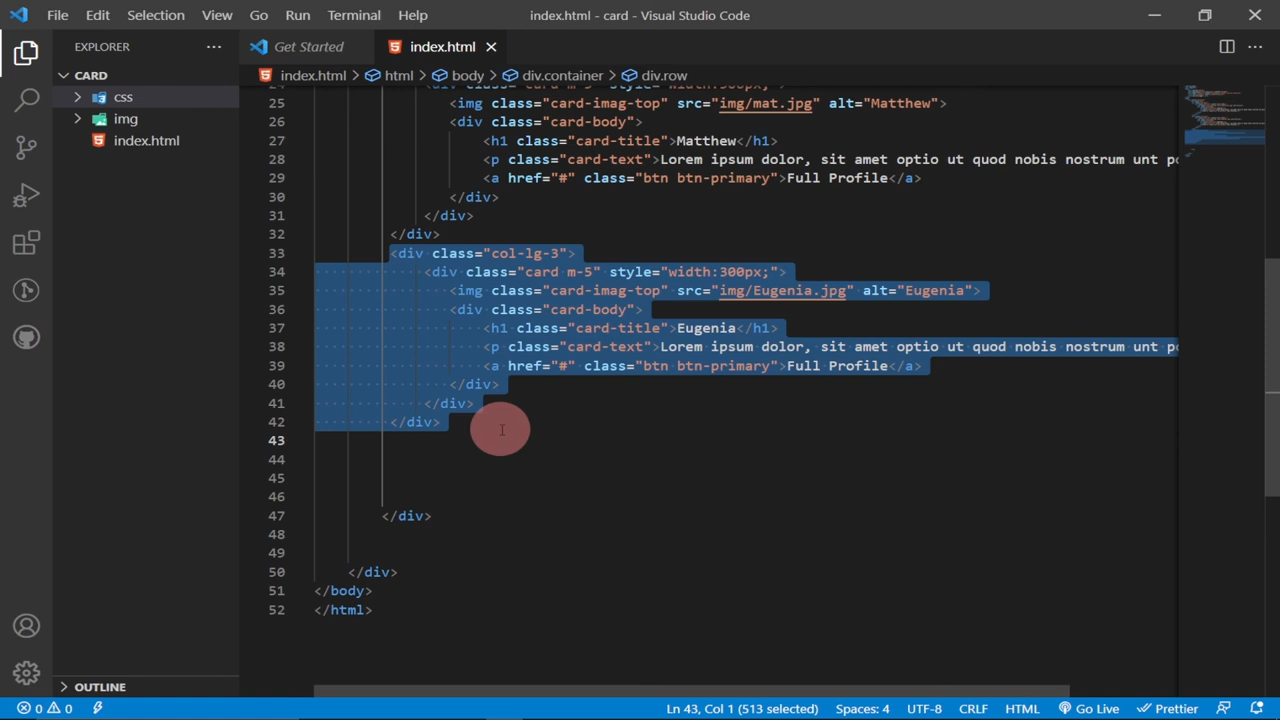 File Edit Selection View Go Run Terminal Help
index.html - card - Visual Studio Code
EXPLORER
CARD
css
img
index.html
OUTLINE
Get Started
index.html
index.html > html > body > div.container > div.row
25 <img class="card-imag-top" src="img/mat.jpg" alt="Matthew">
26 <div class="card-body">
27 <h1 class="card-title">Matthew</h1>
28 <p class="card-text">Lorem ipsum dolor, sit amet optio ut quod nobis nostrum unt
29 <a href="#" class="btn btn-primary">Full Profile</a>
30 </div>
31 </div>
32 </div>
33 <div class="col-lg-3">
34 <div class="card m-5" style="width:300px;">
35 <img class="card-imag-top" src="img/Eugenia.jpg" alt="Eugenia">
36 <div class="card-body">
37 <h1 class="card-title">Eugenia</h1>
38 <p class="card-text">Lorem ipsum dolor, sit amet optio ut quod nobis nostrum unt
39 <a href="#" class="btn btn-primary">Full Profile</a>
40 </div>
41 </div>
42 </div>
43
44
45
46
47 </div>
48
49
50 </div>
51 </body>
52 </html>
0 0
Ln 43, Col 1 (513 selected) Spaces: 4 UTF-8 CRLF HTML Go Live Prettier